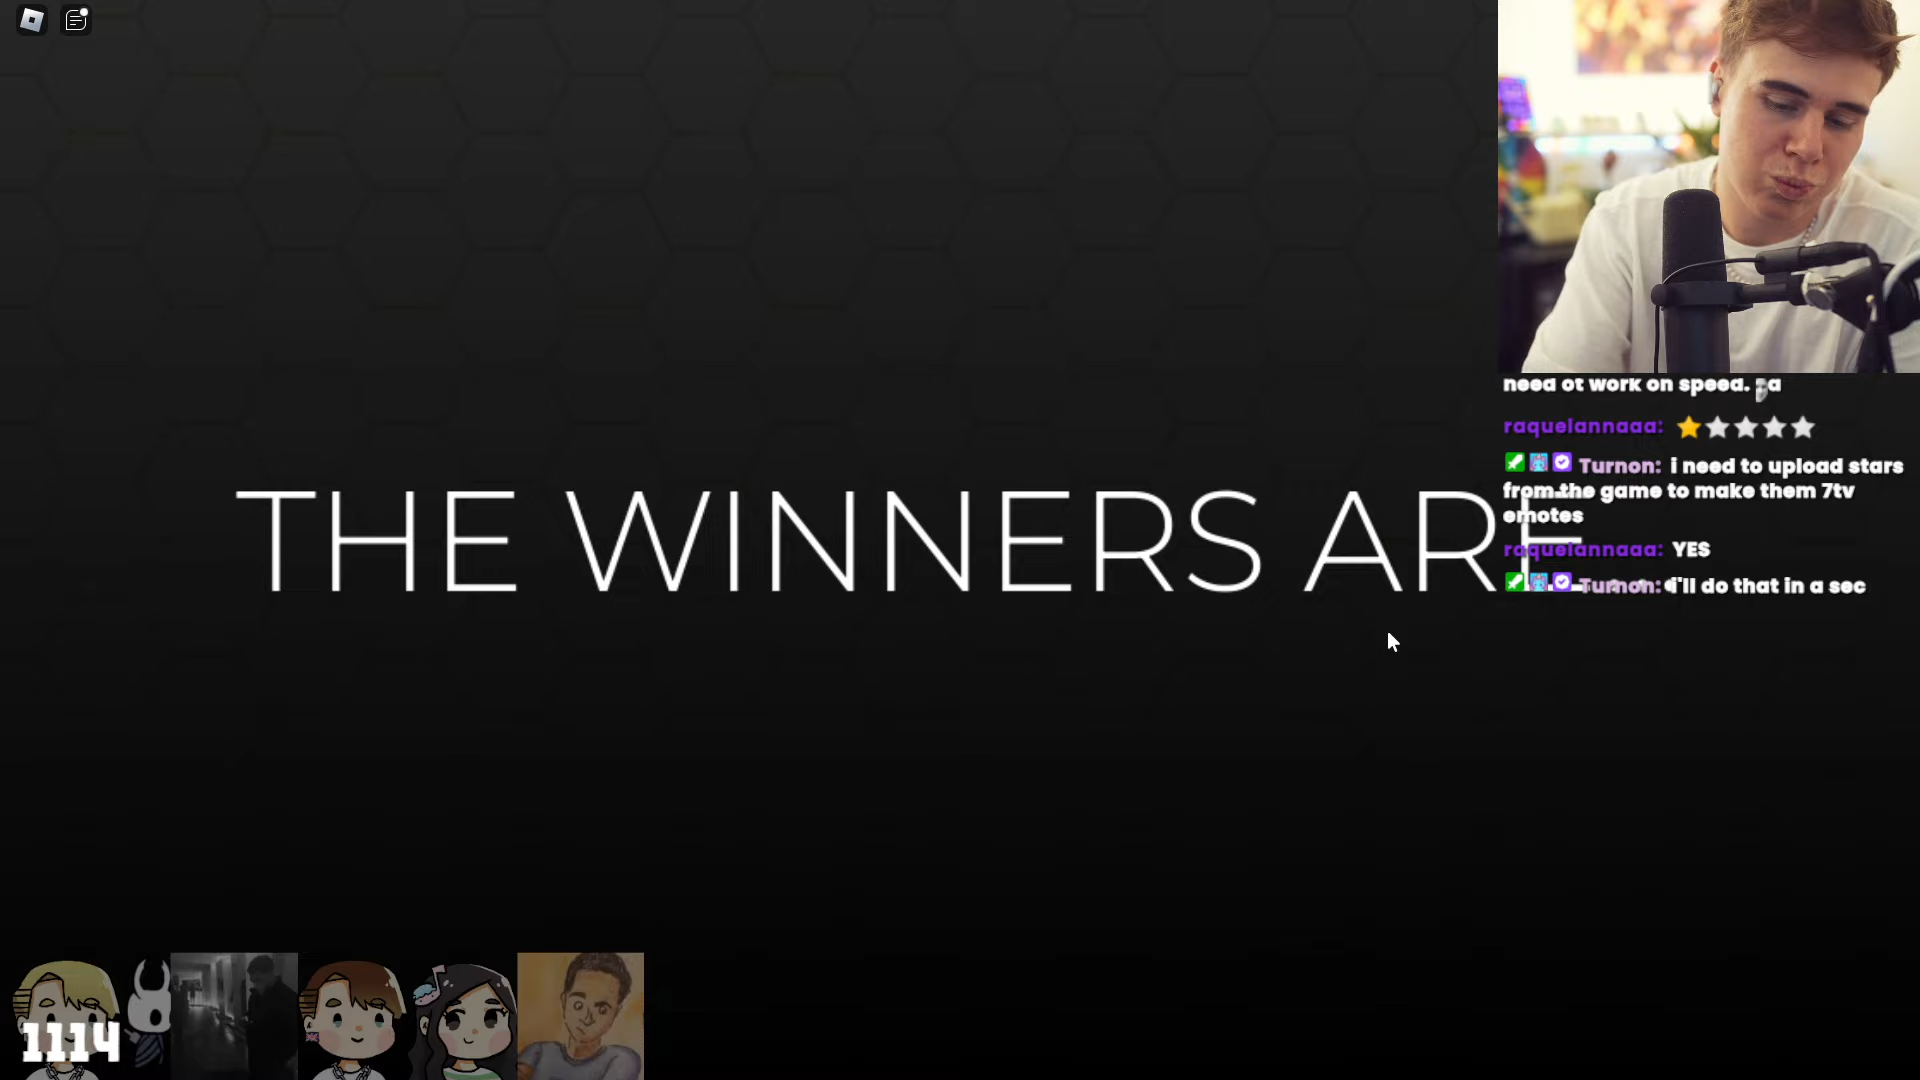 THE WINNERS ARE...
need ot work on speed.
raquelannaaa:
Turnon: i need to upload stars
from the game to make them 7tv
emotes
raquelannaaa: YES
Turnon: i'll do that in a sec
1114